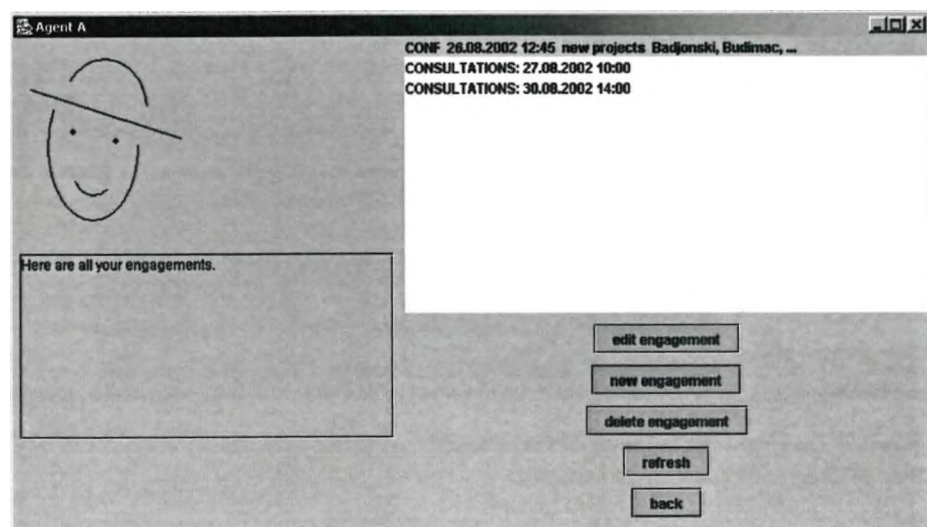 Agent A
CONF 26.08.2002 12:45 new projects Badjonski, Budimac, ...
CONSULTATIONS: 27.08.2002 10:00
CONSULTATIONS: 30.08.2002 14:00
Here are all your engagements.
edit engagement
new engagement
delete engagement
refresh
back